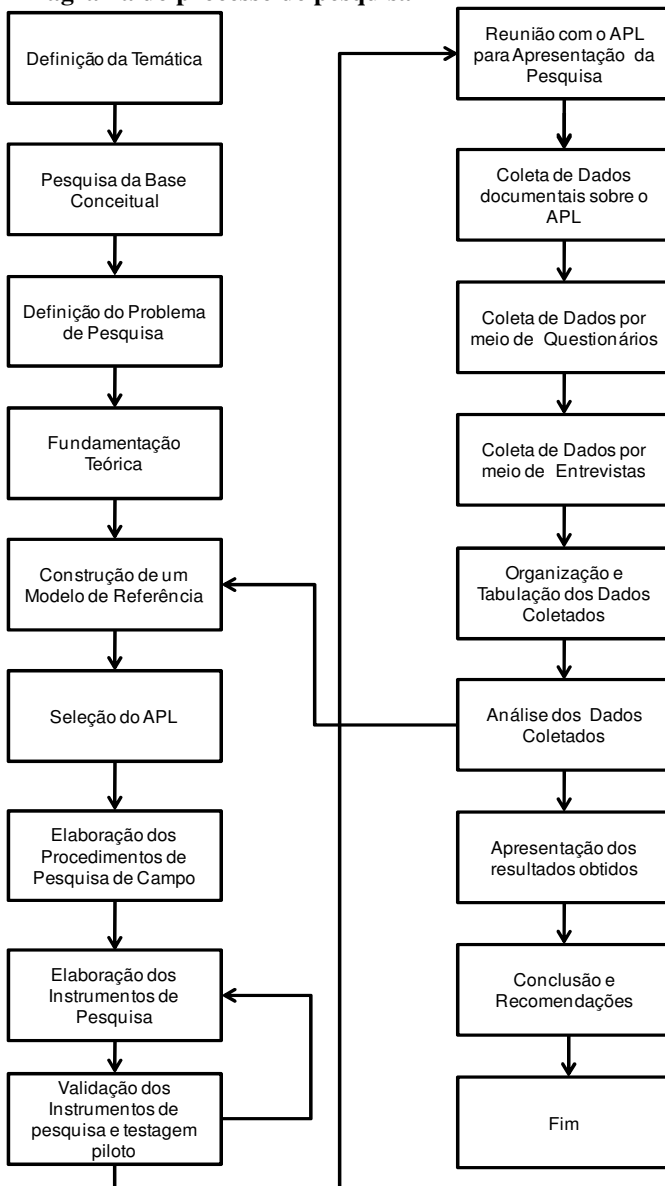 Definição da Temática
Pesquisa da Base
Conceitual
Definição do Problema
de Pesquisa
Fundamentação
Teórica
Construção de um
Modelo de Referência
Seleção do APL
Elaboração dos
Procedimentos de
Pesquisa de Campo
Elaboração dos
Instrumentos de
Pesquisa
Validação dos
Instrumentos de
pesquisa e testagem
piloto
Reunião com o APL
para Apresentação da
Pesquisa
Coleta de Dados
documentais sobre o
APL
Coleta de Dados por
meio de Questionários
Coleta de Dados por
meio de Entrevistas
Organização e
Tabulação dos Dados
Coletados
Análise dos Dados
Coletados
Apresentação dos
resultados obtidos
Conclusão e
Recomendações
Fim